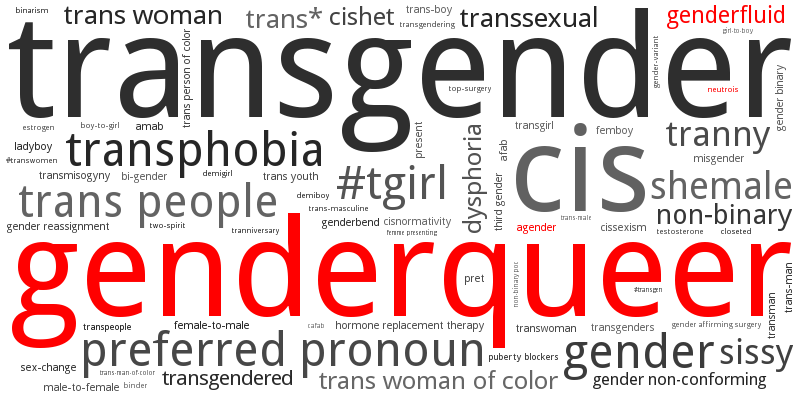 binarism
trans woman
trans*
cishet
trans-boy
transgendering
transsexual
genderfluid
girl-to-boy
transgender
trans person of color
top-surgery
gender-variant
neutrois
gender binary
estrogen
boy-to-girl
amab
ladyboy
#transwomen
transphobia
present
dysphoria
afab
transgirl
femboy
cis
tranny
misgender
transmisogyny
bi-gender
demigirl
trans youth
#tgirl
third gender
shemale
trans people
demiboy
trans-masculine
genderbend
cisnormativity
femme presenting
trans-male
agender
cissexism
non-binary
testosterone
closeted
gender reassignment
two-spirit
tranniversary
genderqueer
pret
non-binary poc
#transgen
trans-man
transman
transpeople
female-to-male
cafab
hormone replacement therapy
transwoman
transgenders
gender affirming surgery
preferred pronoun
puberty blockers
gender
sissy
sex-change
trans-man-of-color
male-to-female
binder
transgendered
trans woman of color
gender non-conforming